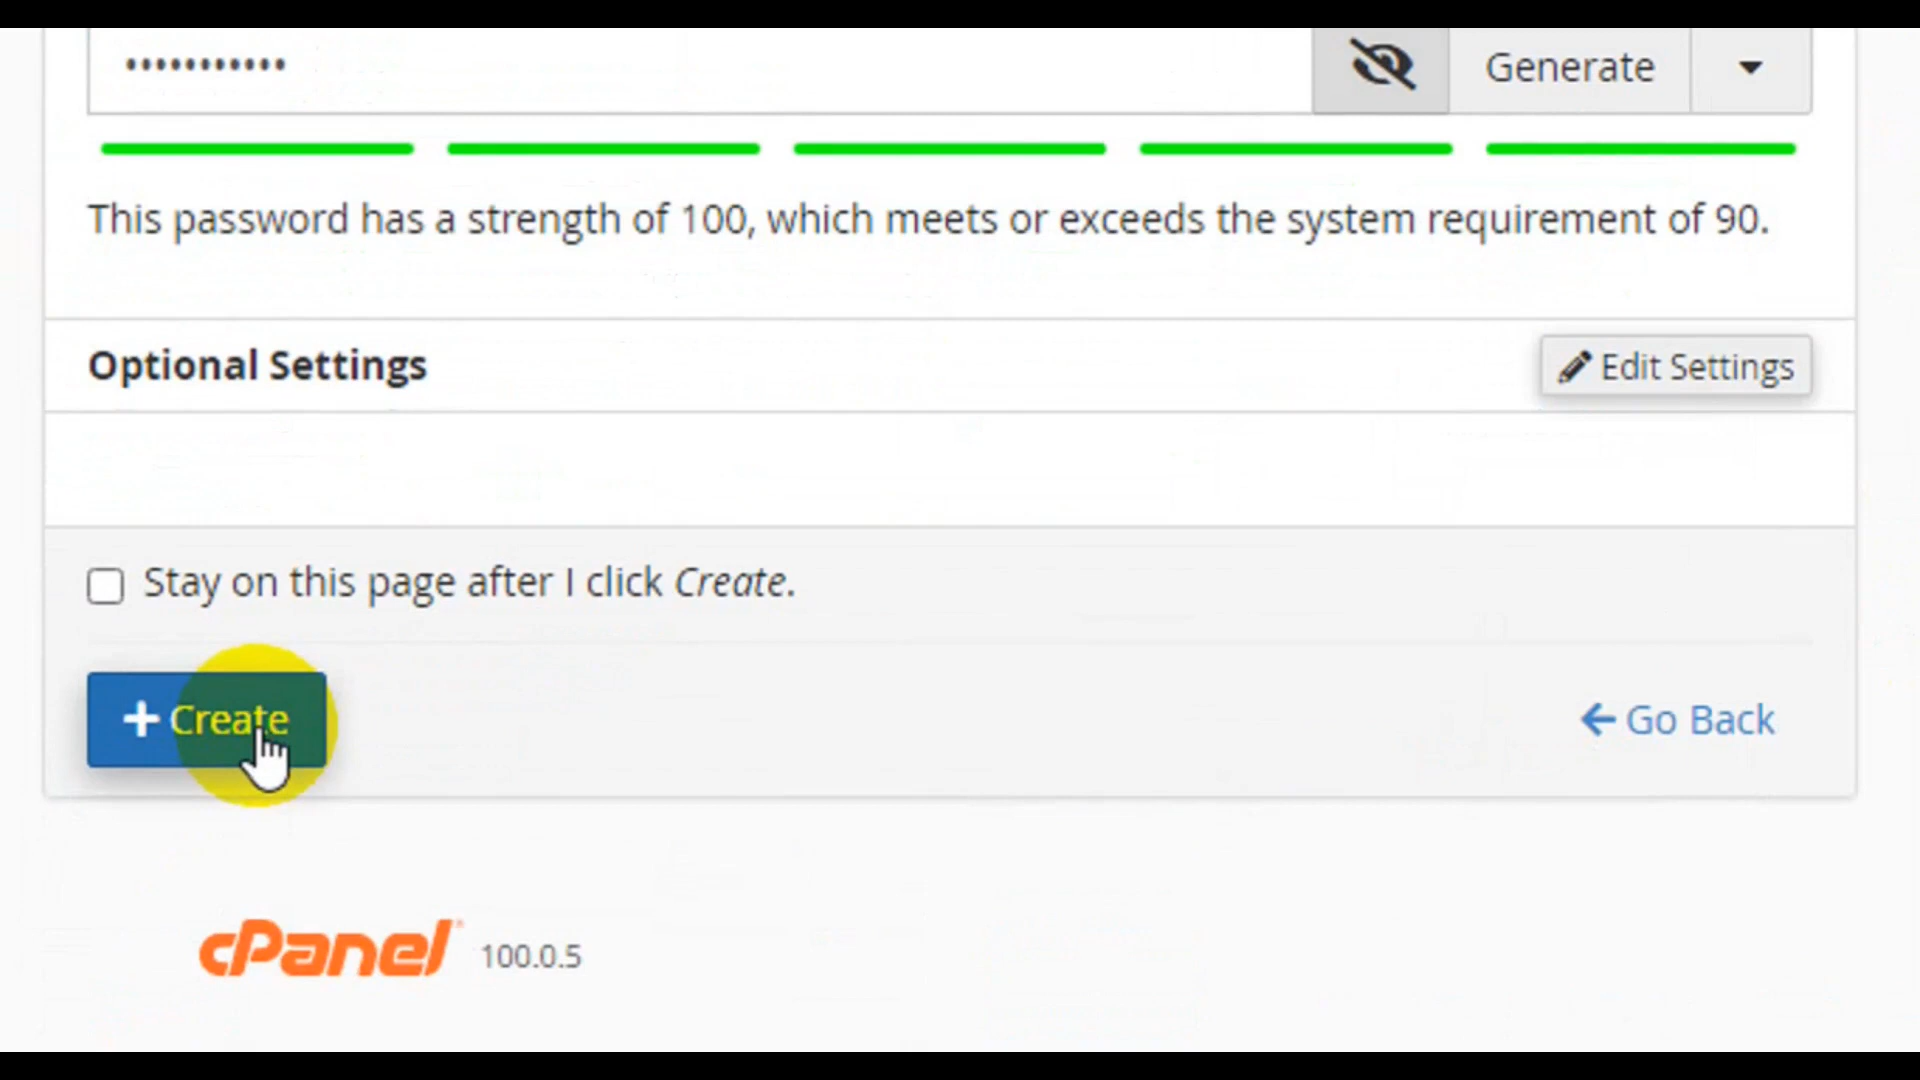 •••••••••••
Generate
This password has a strength of 100, which meets or exceeds the system requirement of 90.
Optional Settings
Edit Settings
Stay on this page after I click Create.
+ Create
Go Back
cPanel 100.0.5